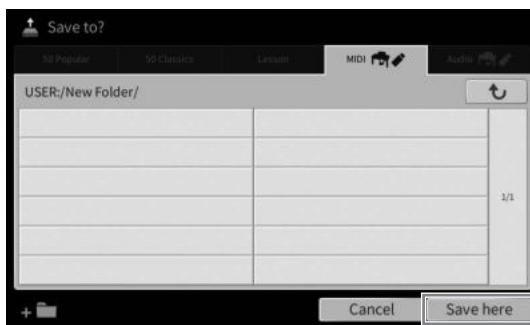 Save to?
50 Popular 50 Classics Lesson MIDI Audio
USER:/New Folder/
1/1
+
Cancel Save here